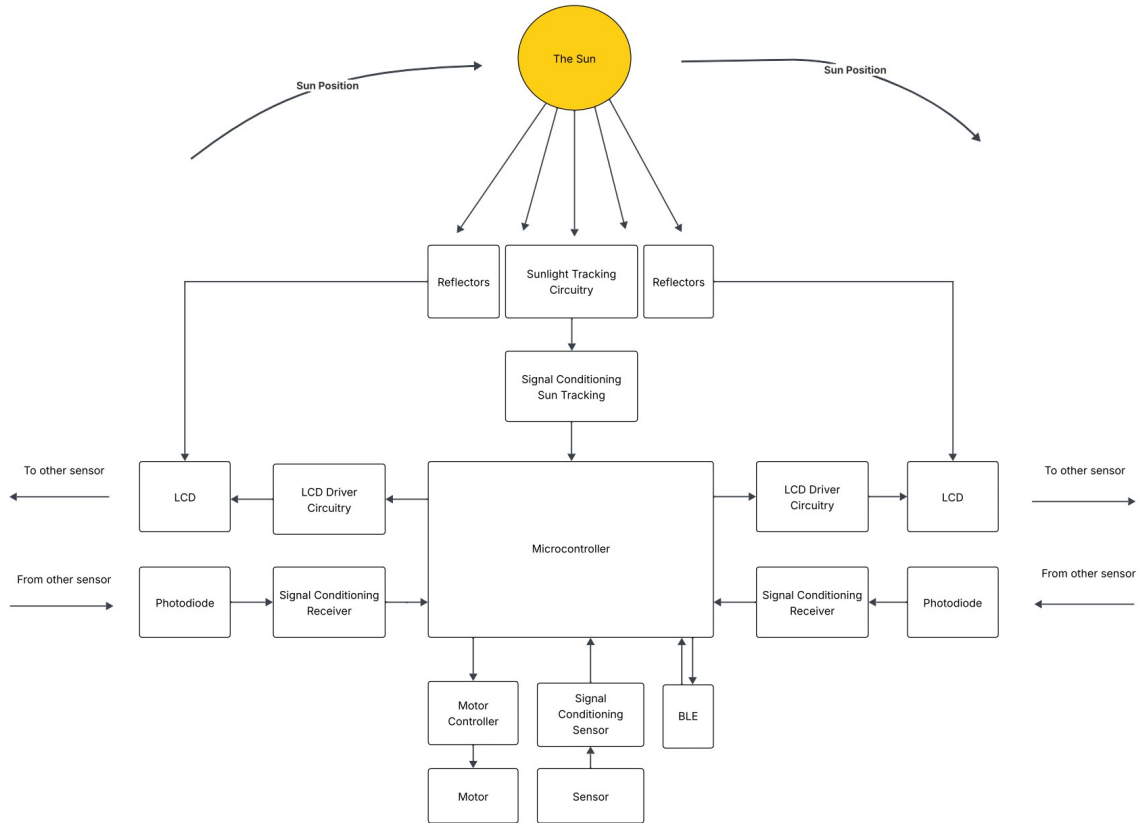 The Sun
Sun Position
Sun Position
Reflectors
Sunlight Tracking
Circuitry
Reflectors
Signal Conditioning
Sun Tracking
To other sensor
LCD
LCD Driver
Circuitry
Microcontroller
LCD Driver
Circuitry
LCD
To other sensor
From other sensor
Photodiode
Signal Conditioning
Receiver
Signal Conditioning
Receiver
Photodiode
From other sensor
Motor
Controller
Signal
Conditioning
Sensor
BLE
Motor
Sensor